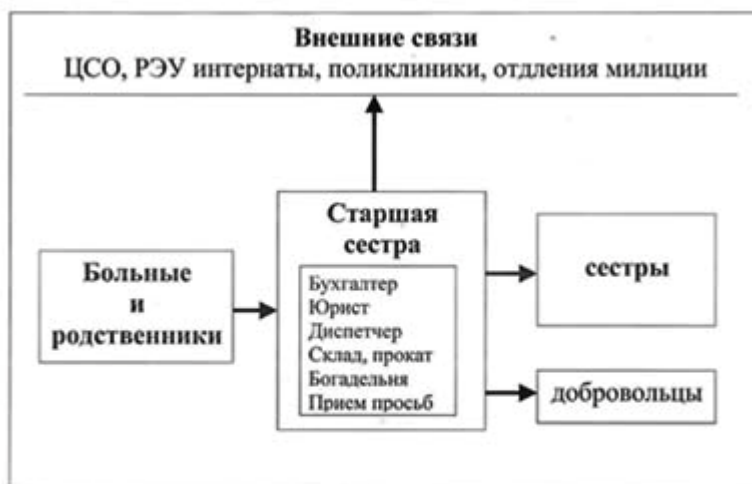 Внешние связи
ЦСО, РЭУ интернаты, поликлиники, отдления милиции
Старшая
сестра
Бухгалтер
Юрист
Диспетчер
Склад, прокат
Богадельня
Прием просьб
Больные
и
родственники
сестры
добровольцы